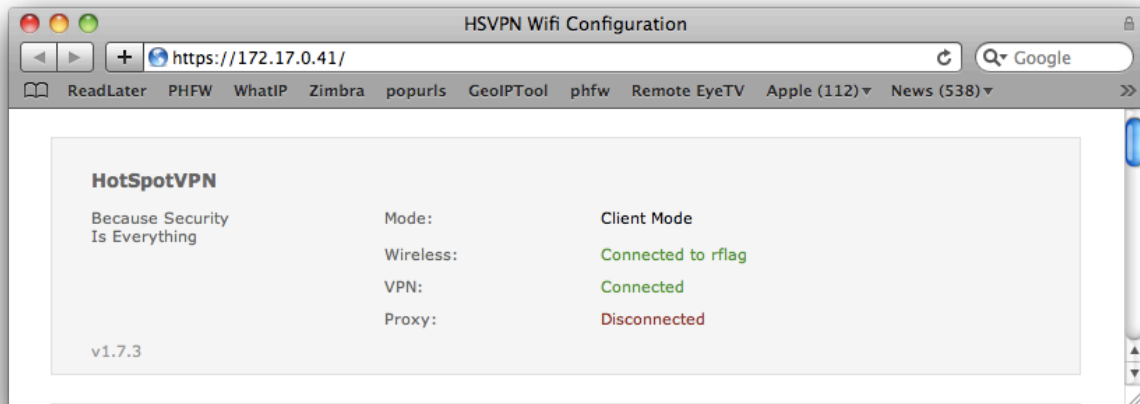 HSVPN Wifi Configuration
https://172.17.0.41/
Google
ReadLater PHFW WhatIP Zimbra popurls GeoIPTool phfw Remote EyeTV Apple (112) News (538)
HotSpotVPN
Because Security
Is Everything
Mode: Client Mode
Wireless: Connected to rflag
VPN: Connected
Proxy: Disconnected
v1.7.3